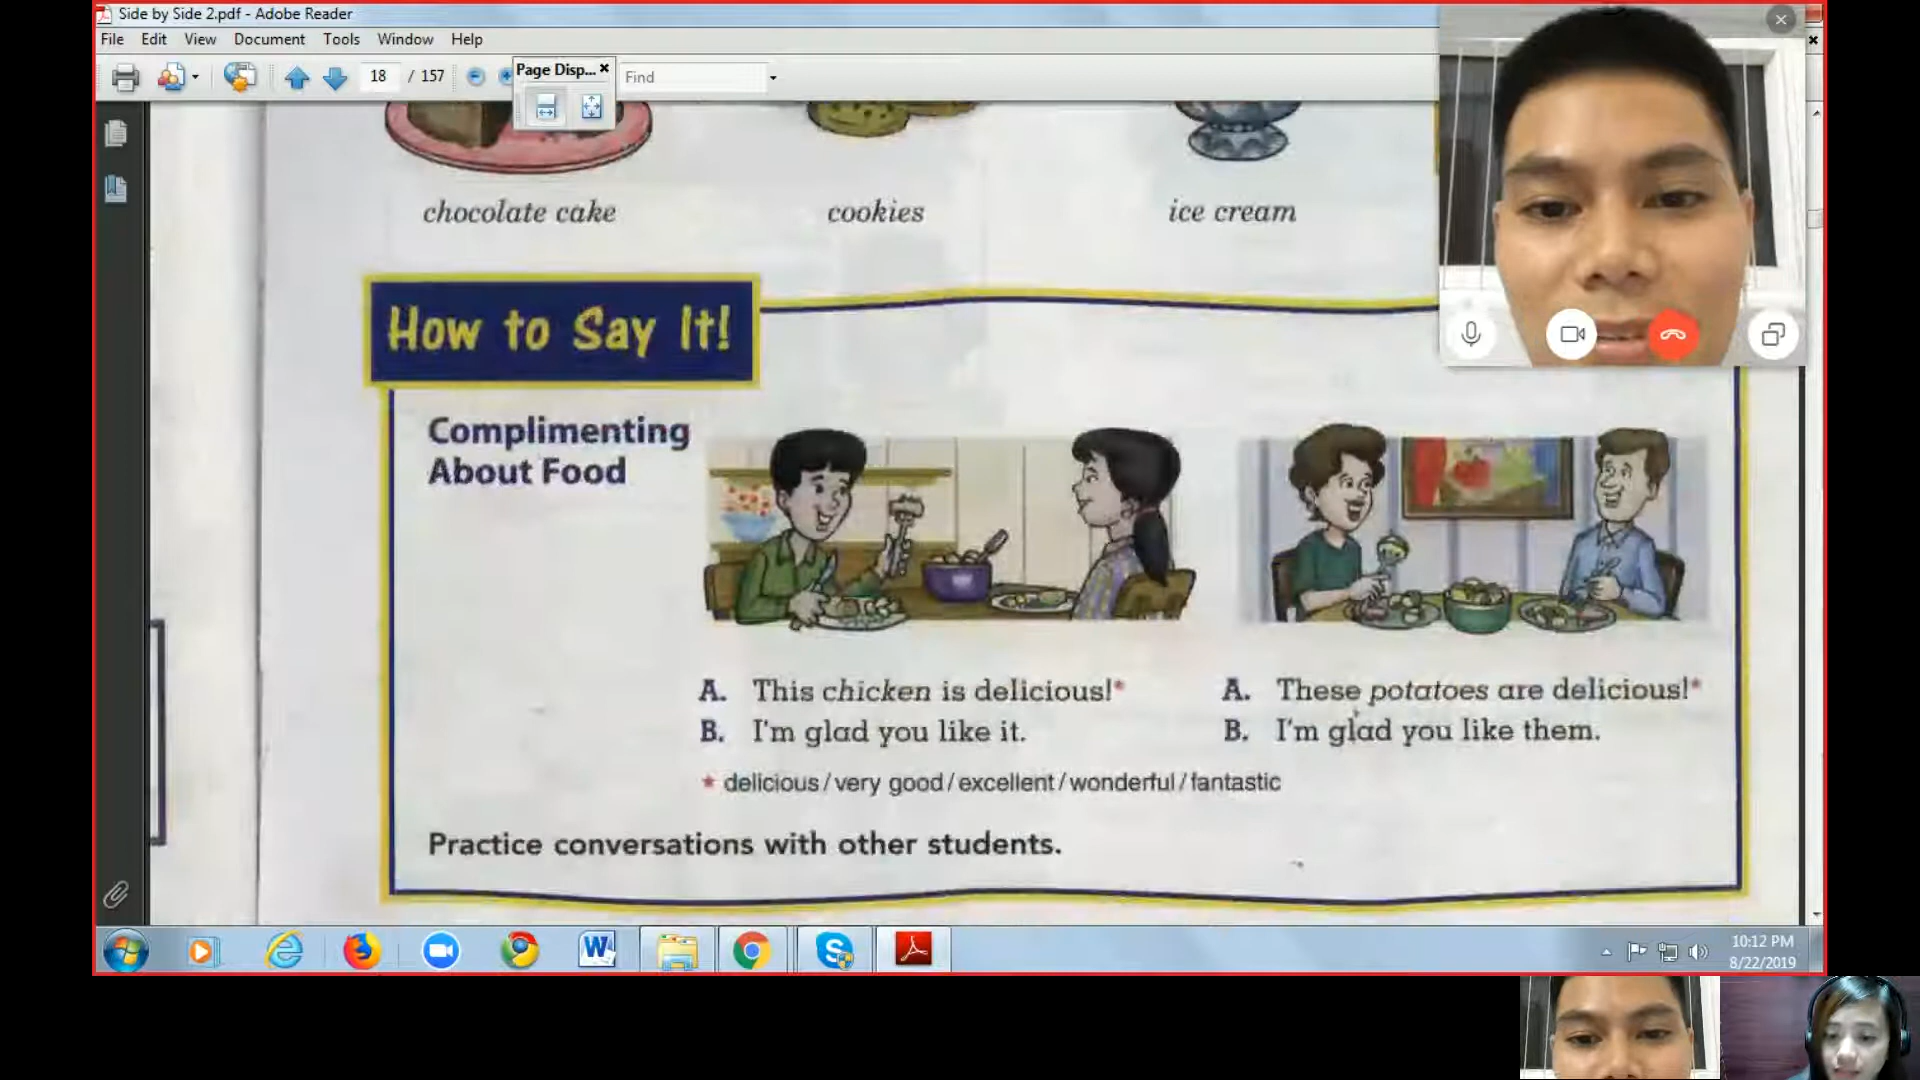 Side by Side 2.pdf - Adobe Reader
File Edit View Document Tools Window Help
18 / 157
Page Disp...
Find
chocolate cake
cookies
ice cream
How to Say It!
Complimenting
About Food
A. This chicken is delicious!*
B. I'm glad you like it.
A. These potatoes are delicious!*
B. I'm glad you like them.
* delicious/very good/excellent/wonderful/fantastic
Practice conversations with other students.
10:12 PM
8/22/2019